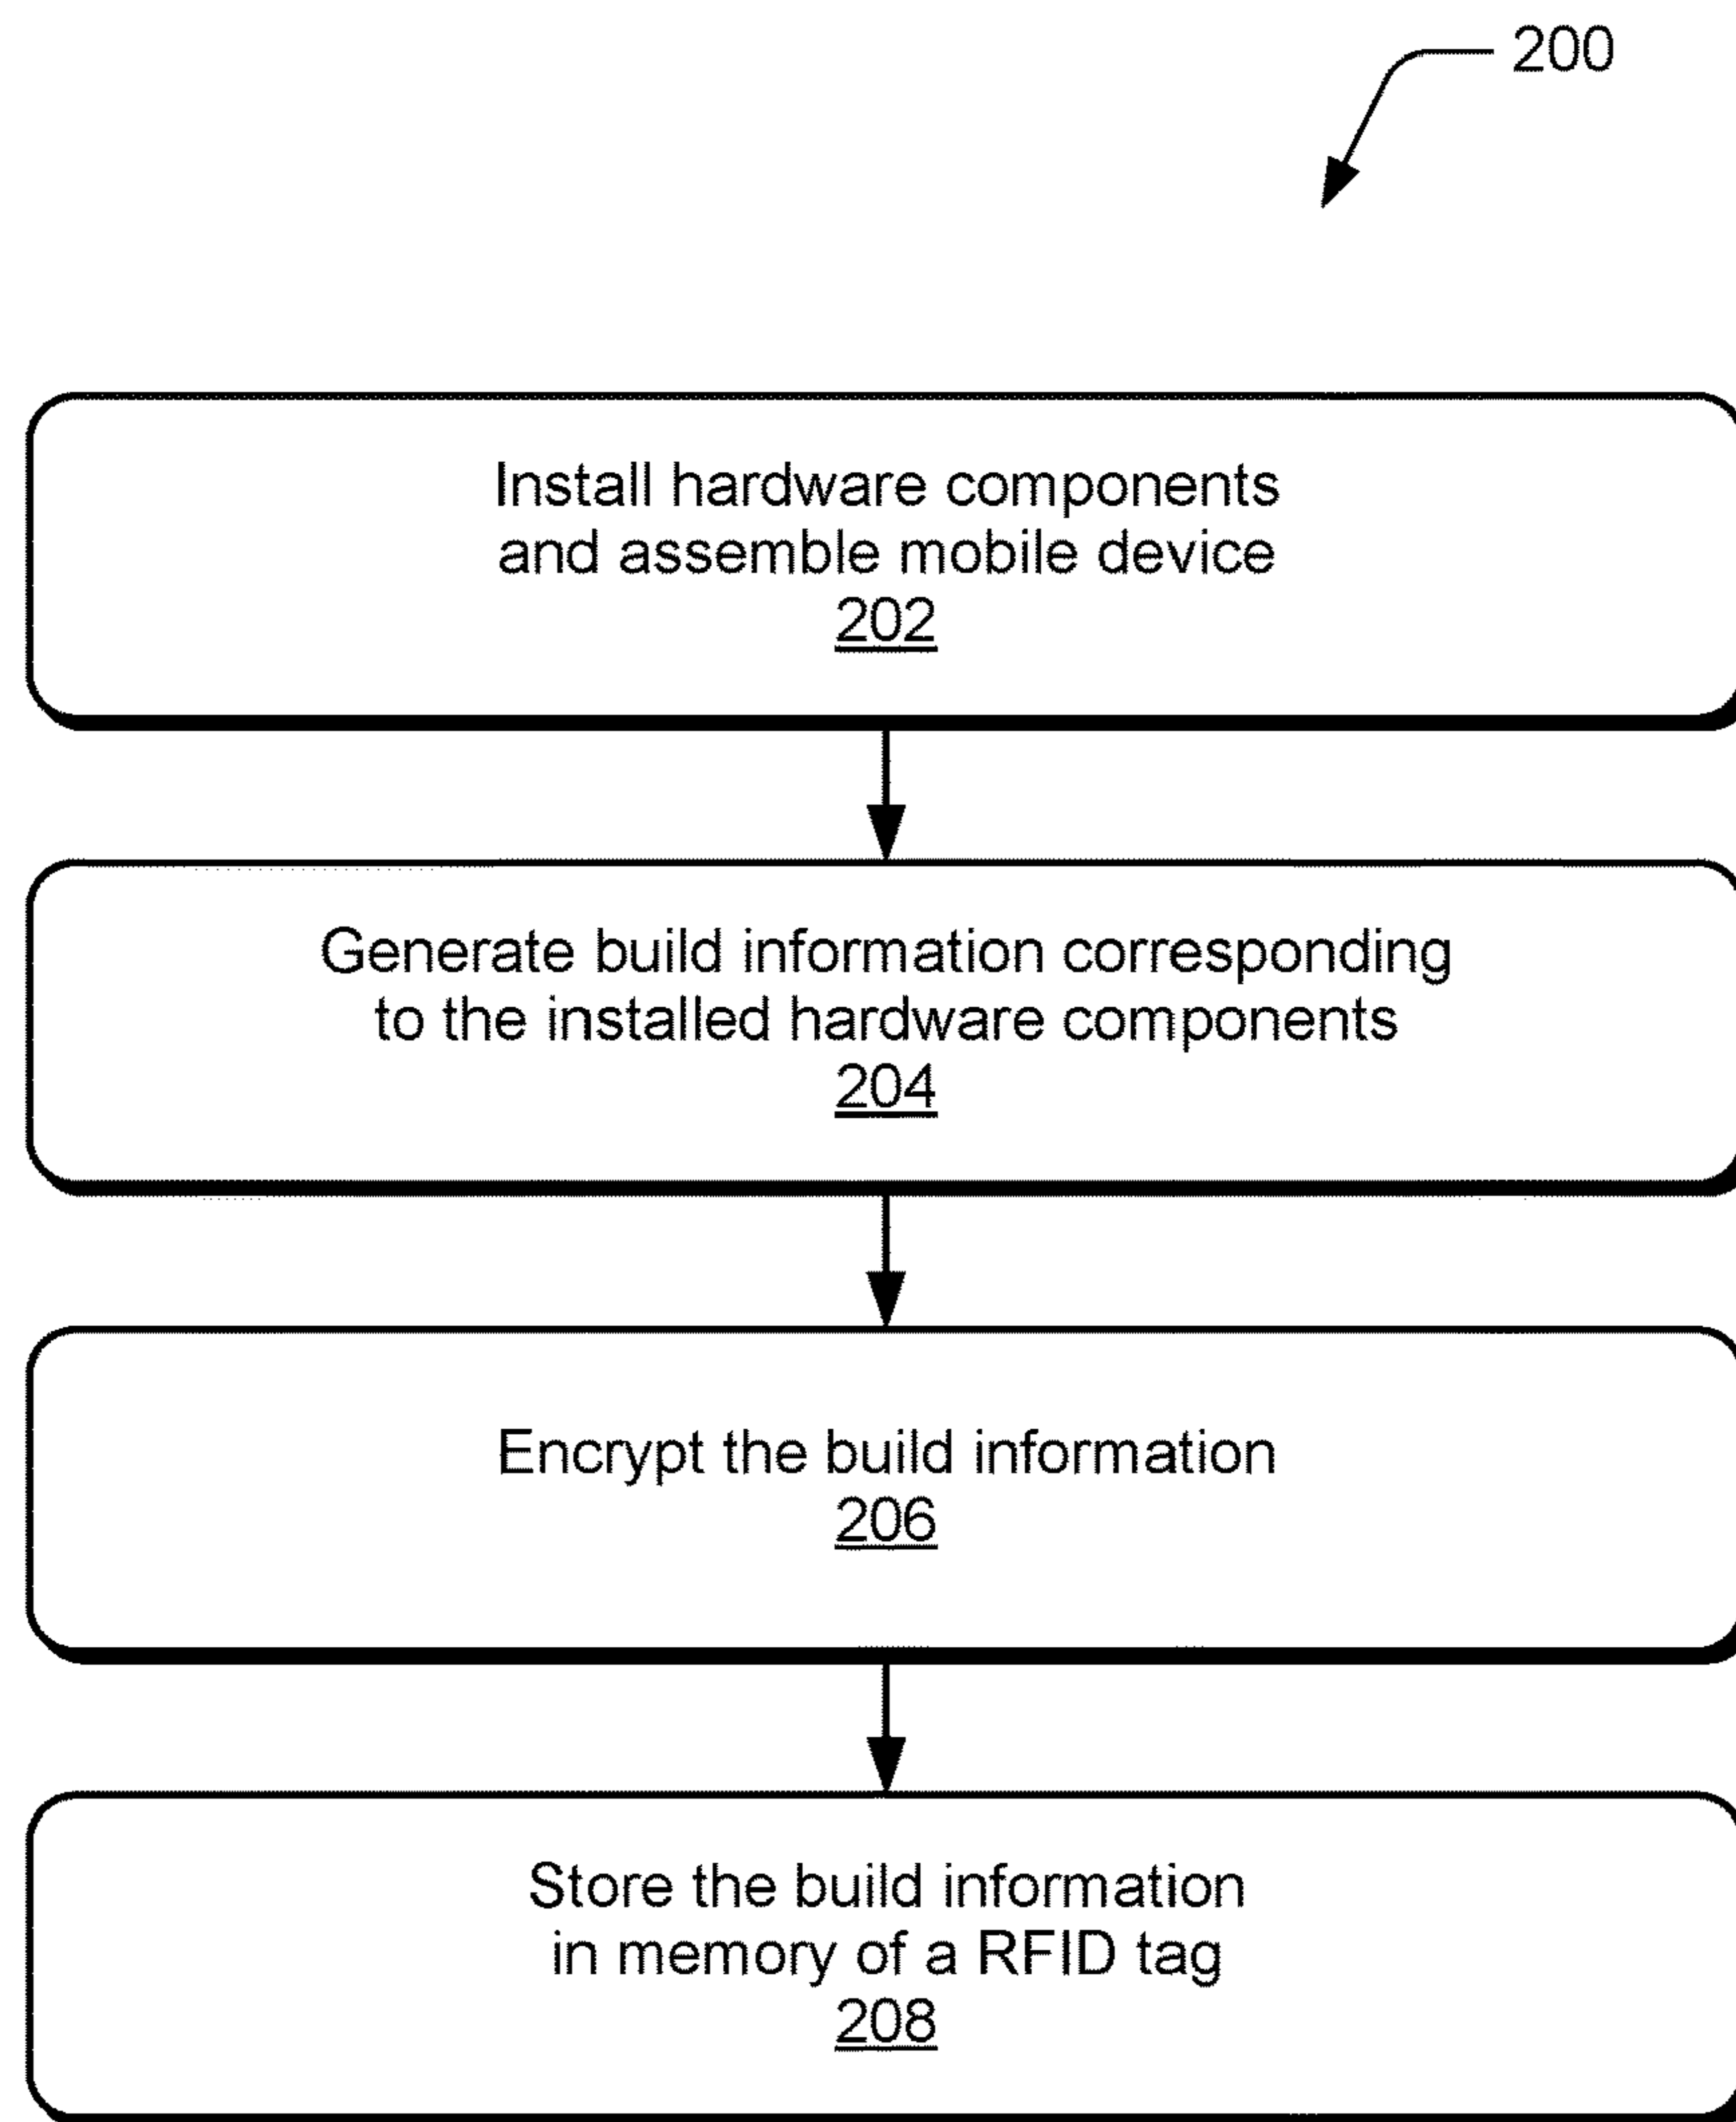 200
Install hardware components
and assemble mobile device
202
Generate build information corresponding
to the installed hardware components
204
Encrypt the build information
206
Store the build information
in memory of a RFID tag
208